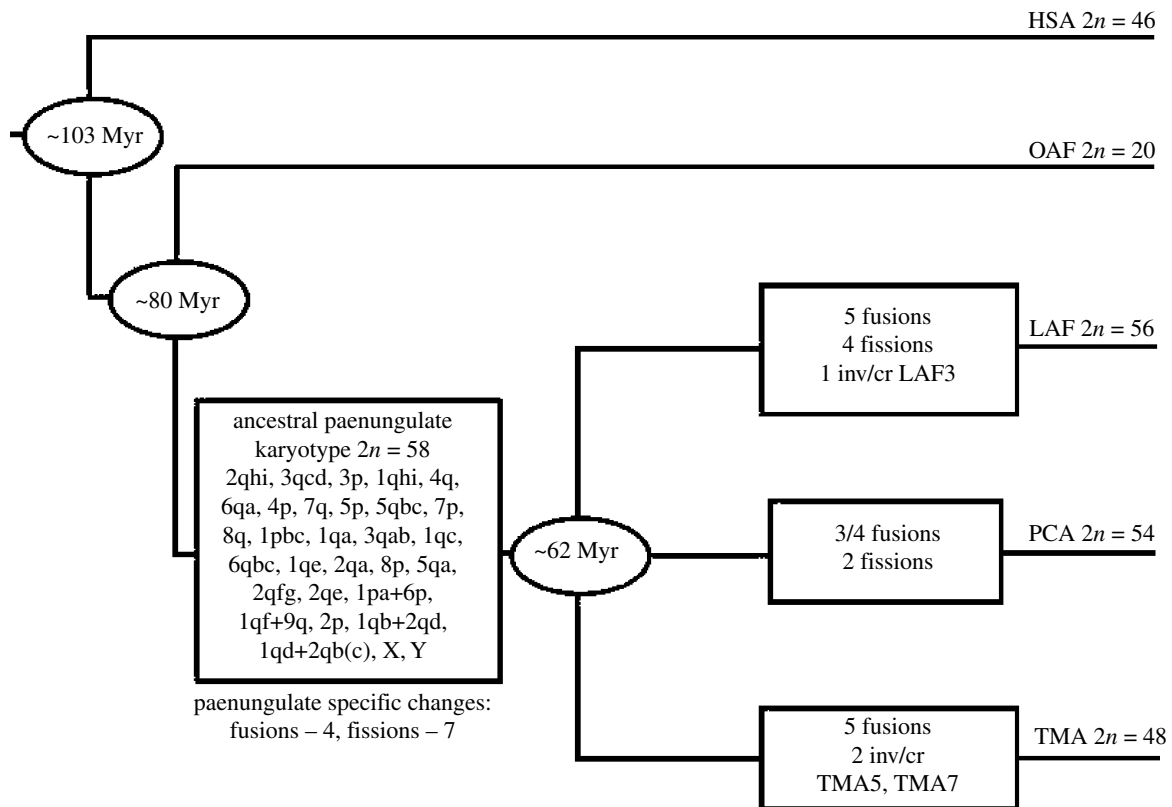 HSA 2n = 46
~103 Myr
OAF 2n = 20
~80 Myr
5 fusions
4 fissions
1 inv/cr LAF3
LAF 2n = 56
ancestral paenungulate
karyotype 2n = 58
2qhi, 3qcd, 3p, 1qhi, 4q,
6qa, 4p, 7q, 5p, 5qbc, 7p,
8q, 1pbc, 1qa, 3qab, 1qc,
6qbc, 1qe, 2qa, 8p, 5qa,
2qfg, 2qe, 1pa+6p,
1qf+9q, 2p, 1qb+2qd,
1qd+2qb(c), X, Y
paenungulate specific changes:
fusions – 4, fissions – 7
~62 Myr
3/4 fusions
2 fissions
PCA 2n = 54
5 fusions
2 inv/cr
TMA5, TMA7
TMA 2n = 48